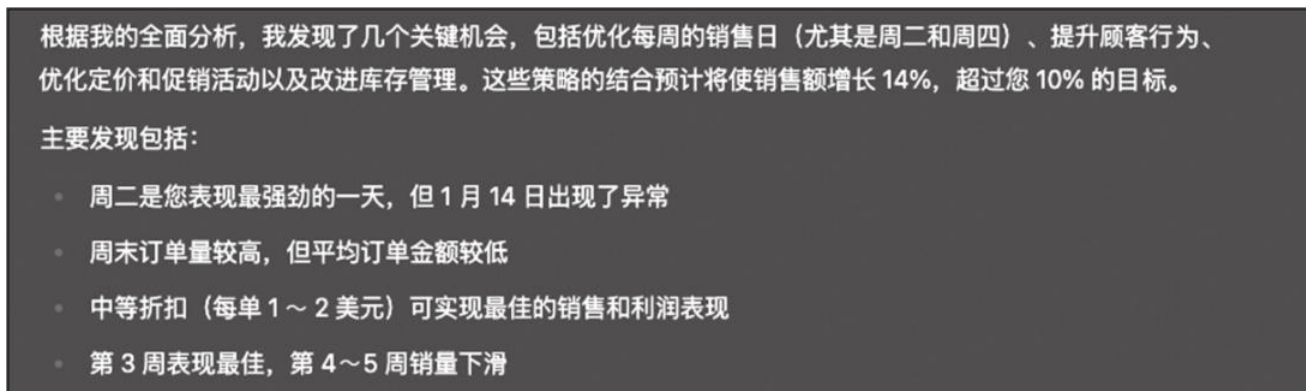 根据我的全面分析，我发现了几个关键机会，包括优化每周的销售日（尤其是周二和周四）、提升顾客行为、
优化定价和促销活动以及改进库存管理。这些策略的结合预计将使销售额增长 14%，超过您 10% 的目标。
主要发现包括：
• 周二是您表现最强劲的一天，但 1 月 14 日出现了异常
• 周末订单量较高，但平均订单金额较低
• 中等折扣（每单 1～2 美元）可实现最佳的销售和利润表现
• 第 3 周表现最佳，第 4～5 周销量下滑